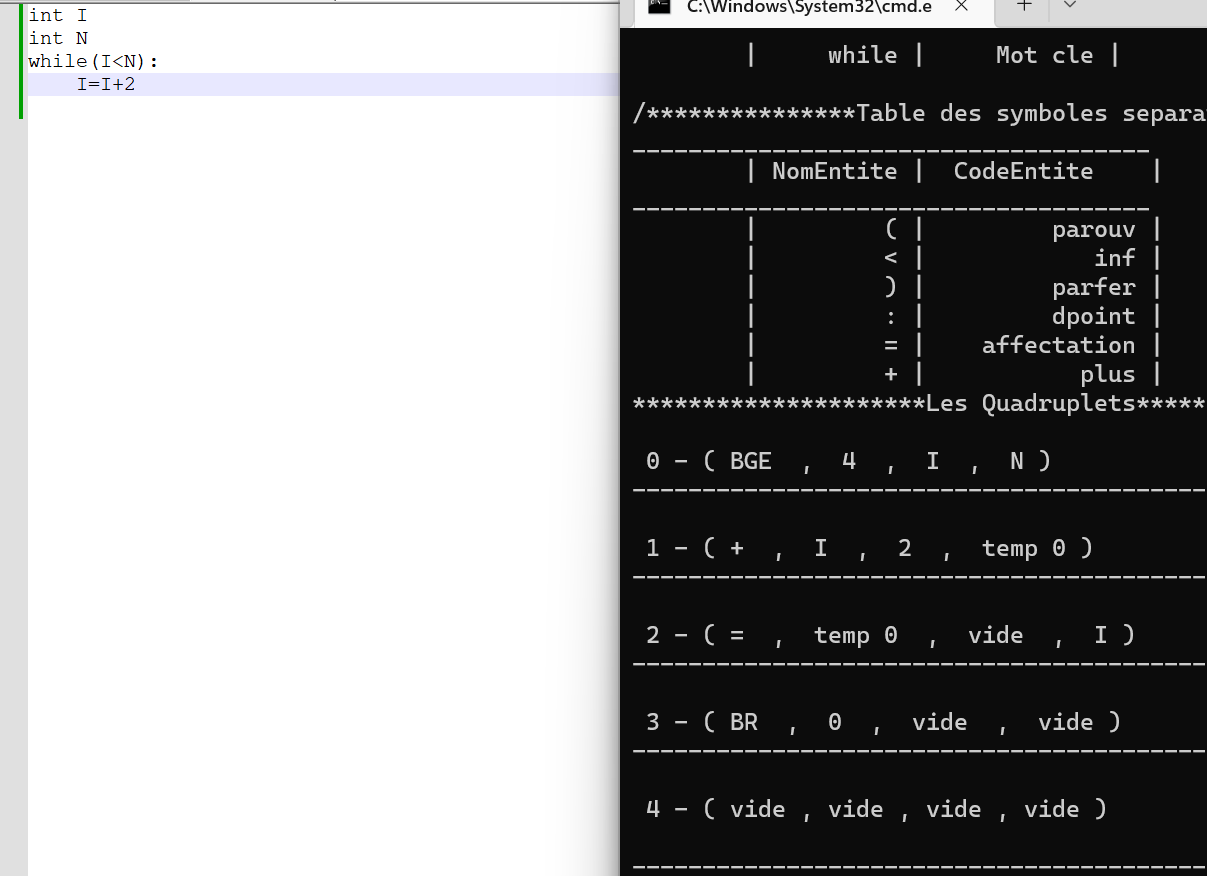 int I
int N
while(I<N):
    I=I+2
C:\Windows\System32\cmd.e × + ⌄
| while | Mot cle |
/***************Table des symboles separa
_____________________________________
| NomEntite | CodeEntite |
_____________________________________
| ( | parouv |
| < | inf |
| ) | parfer |
| : | dpoint |
| = | affectation |
| + | plus |
*********************Les Quadruplets*****
0 - ( BGE , 4 , I , N )
-----------------------------------------
1 - ( + , I , 2 , temp 0 )
-----------------------------------------
2 - ( = , temp 0 , vide , I )
-----------------------------------------
3 - ( BR , 0 , vide , vide )
-----------------------------------------
4 - ( vide , vide , vide , vide )
-----------------------------------------